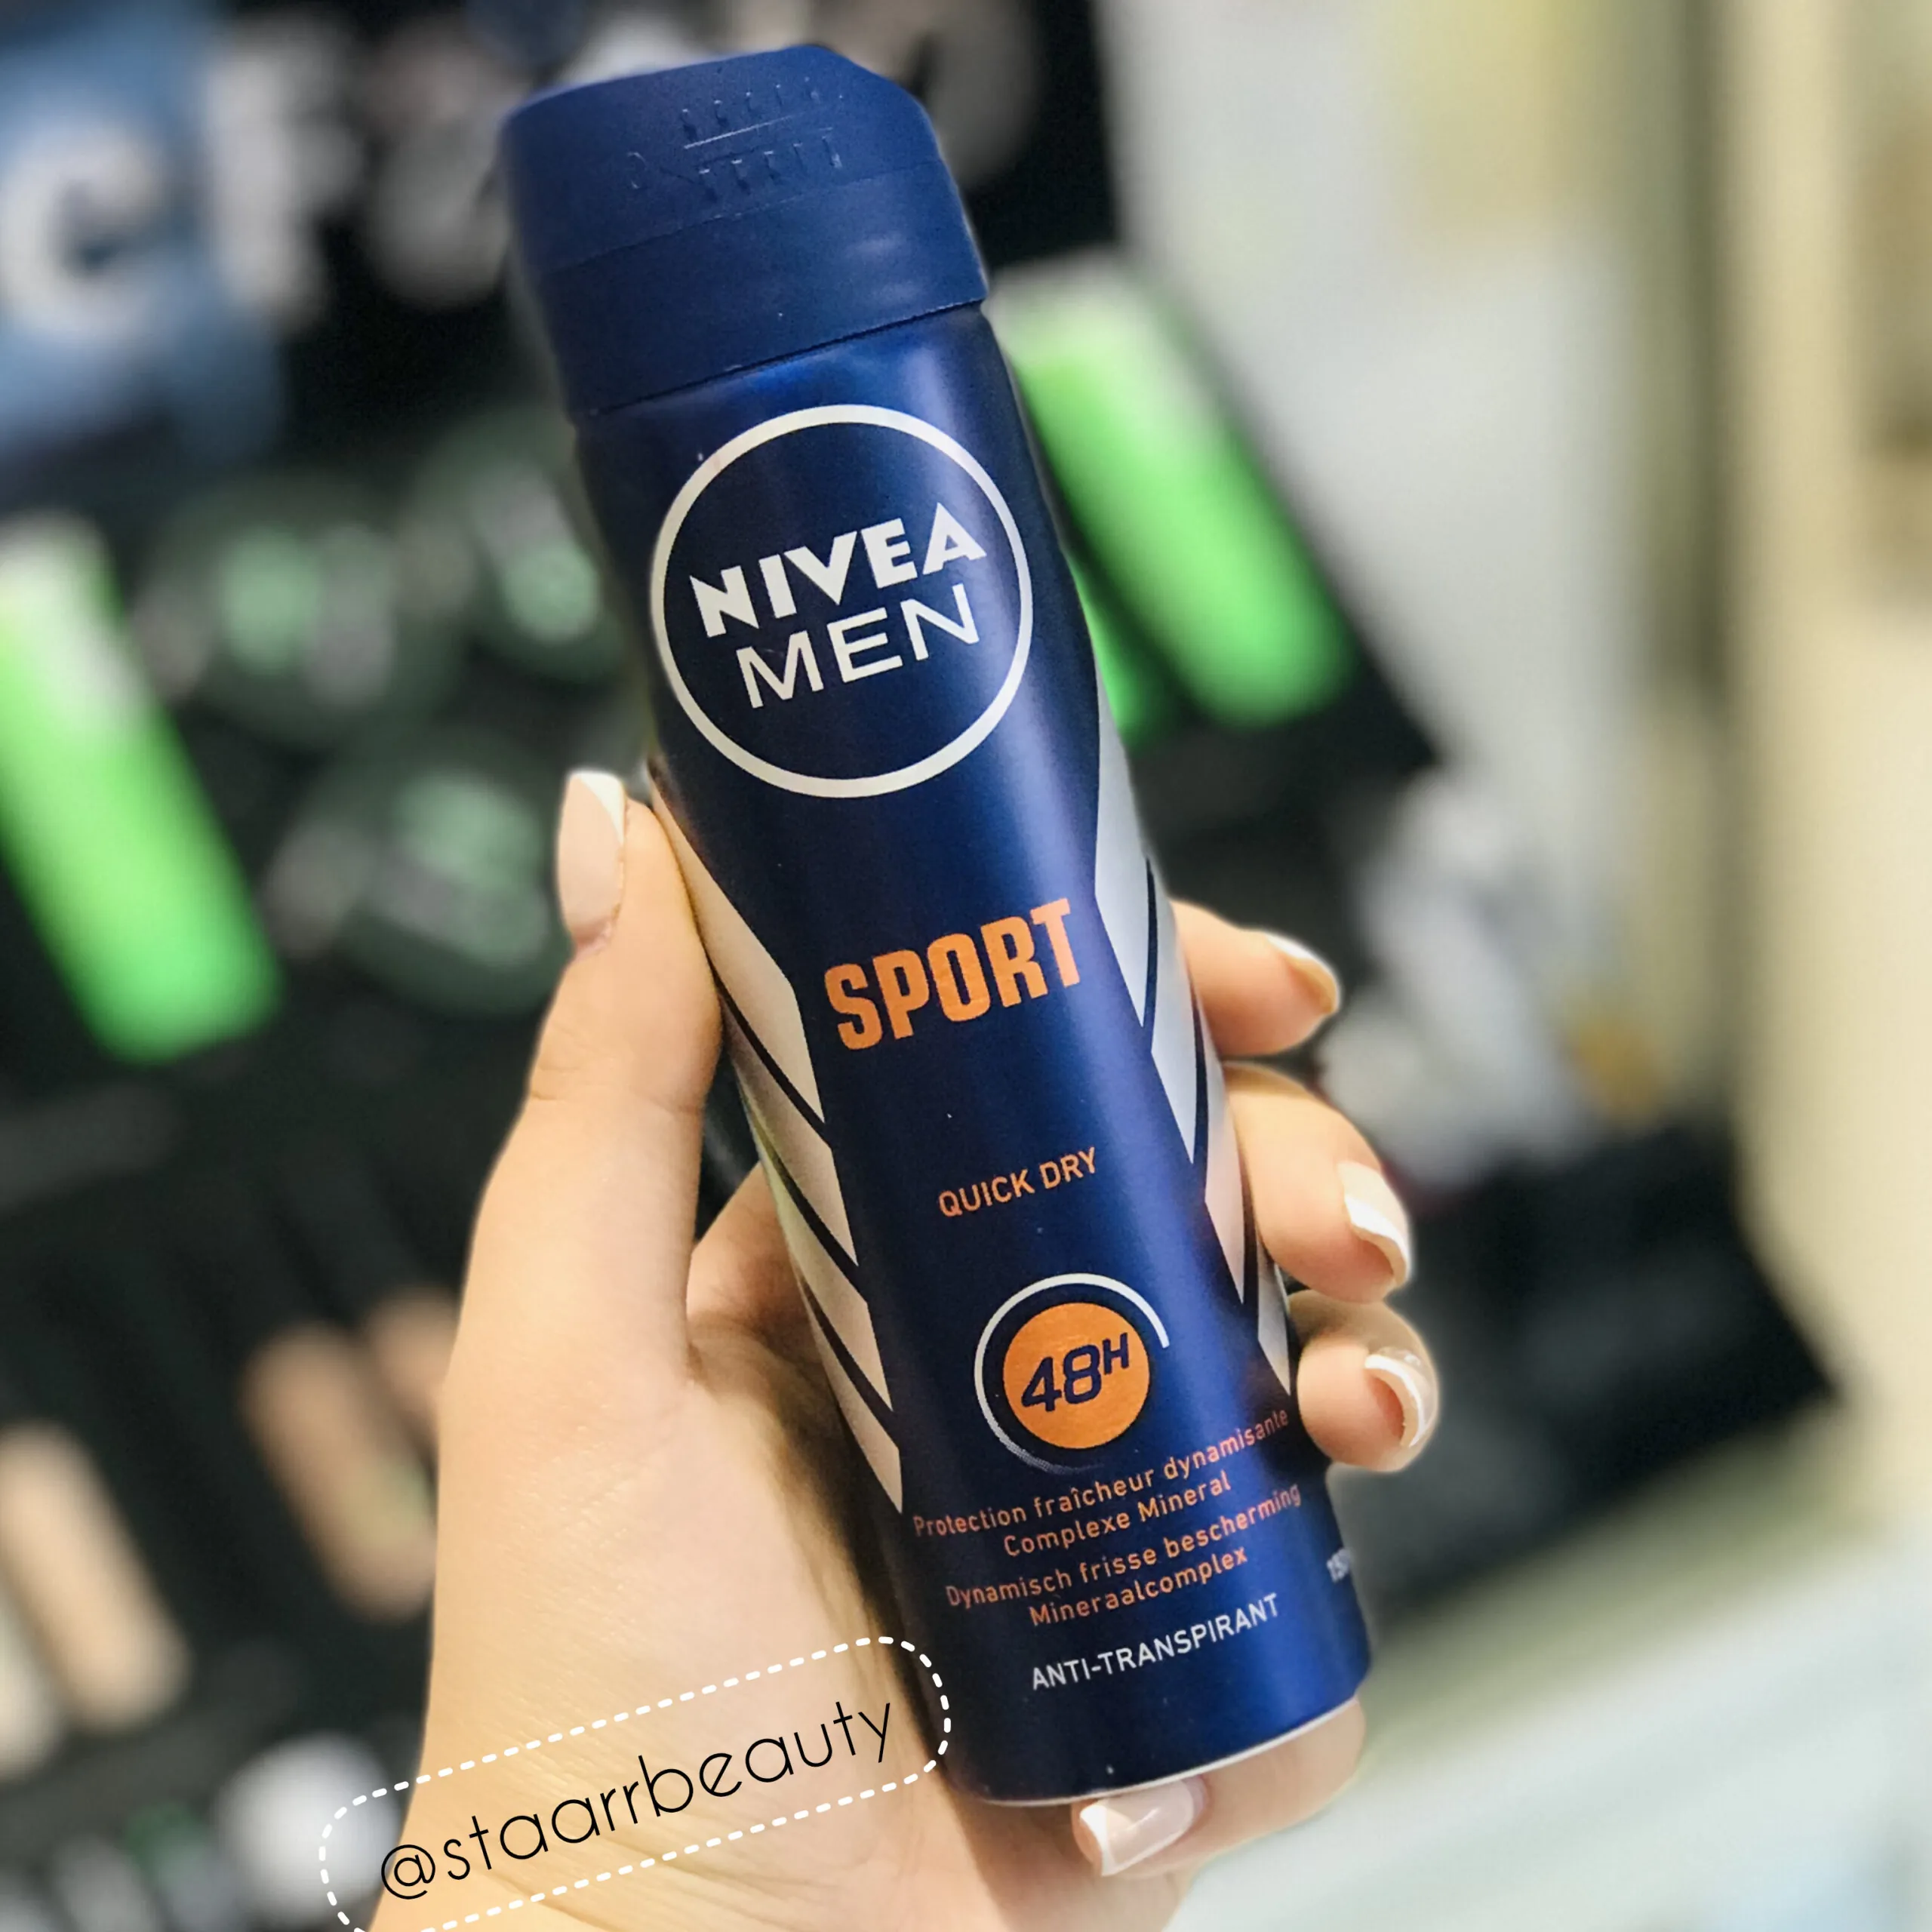 NIVEA
MEN
SPORT
QUICK DRY
48H
Protection fraîcheur dynamisante
Complexe Mineral
Dynamisch frisse bescherming
Mineraalcomplex
ANTI-TRANSPIRANT
@staarrbeauty